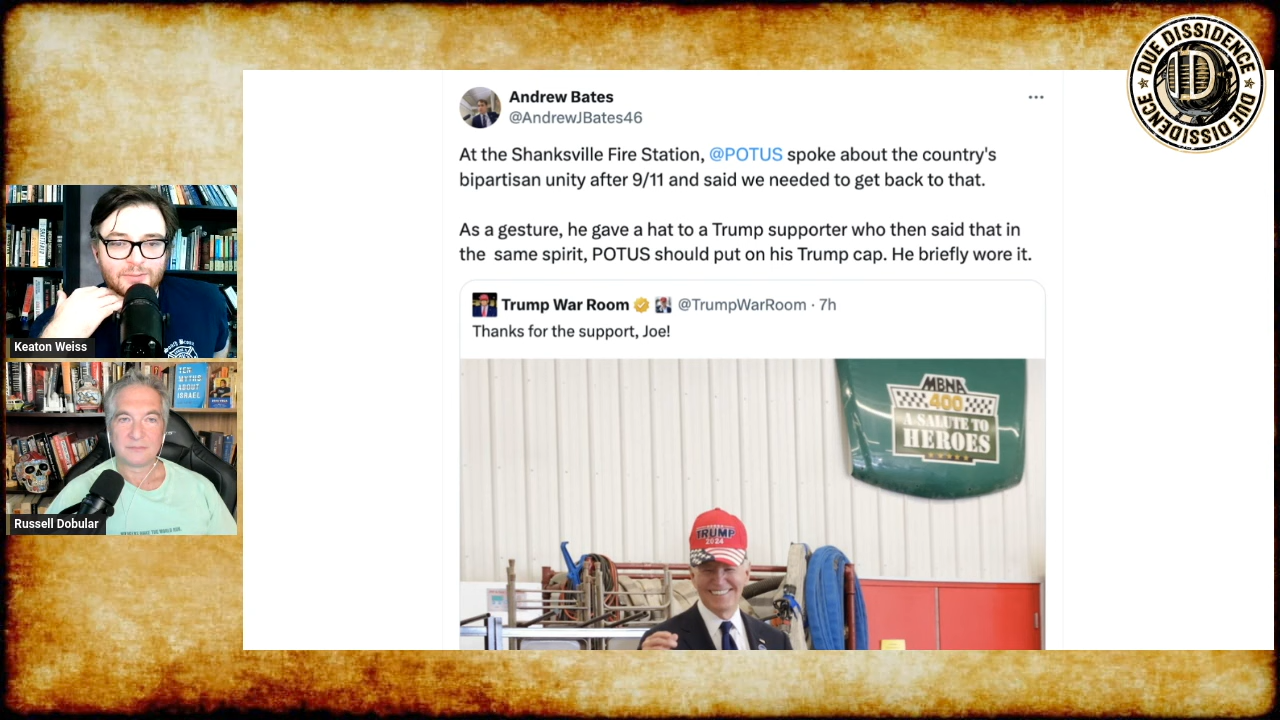 DUE DISSIDENCE
DUE DISSIDENCE
D
Andrew Bates
@AndrewJBates46
At the Shanksville Fire Station, @POTUS spoke about the country's
bipartisan unity after 9/11 and said we needed to get back to that.
As a gesture, he gave a hat to a Trump supporter who then said that in
the same spirit, POTUS should put on his Trump cap. He briefly wore it.
Trump War Room @TrumpWarRoom · 7h
Thanks for the support, Joe!
MBNA
400
A SALUTE TO
HEROES
TRUMP
2024
Keaton Weiss
TEN
MYTHS
ABOUT
ISRAEL
Russell Dobular